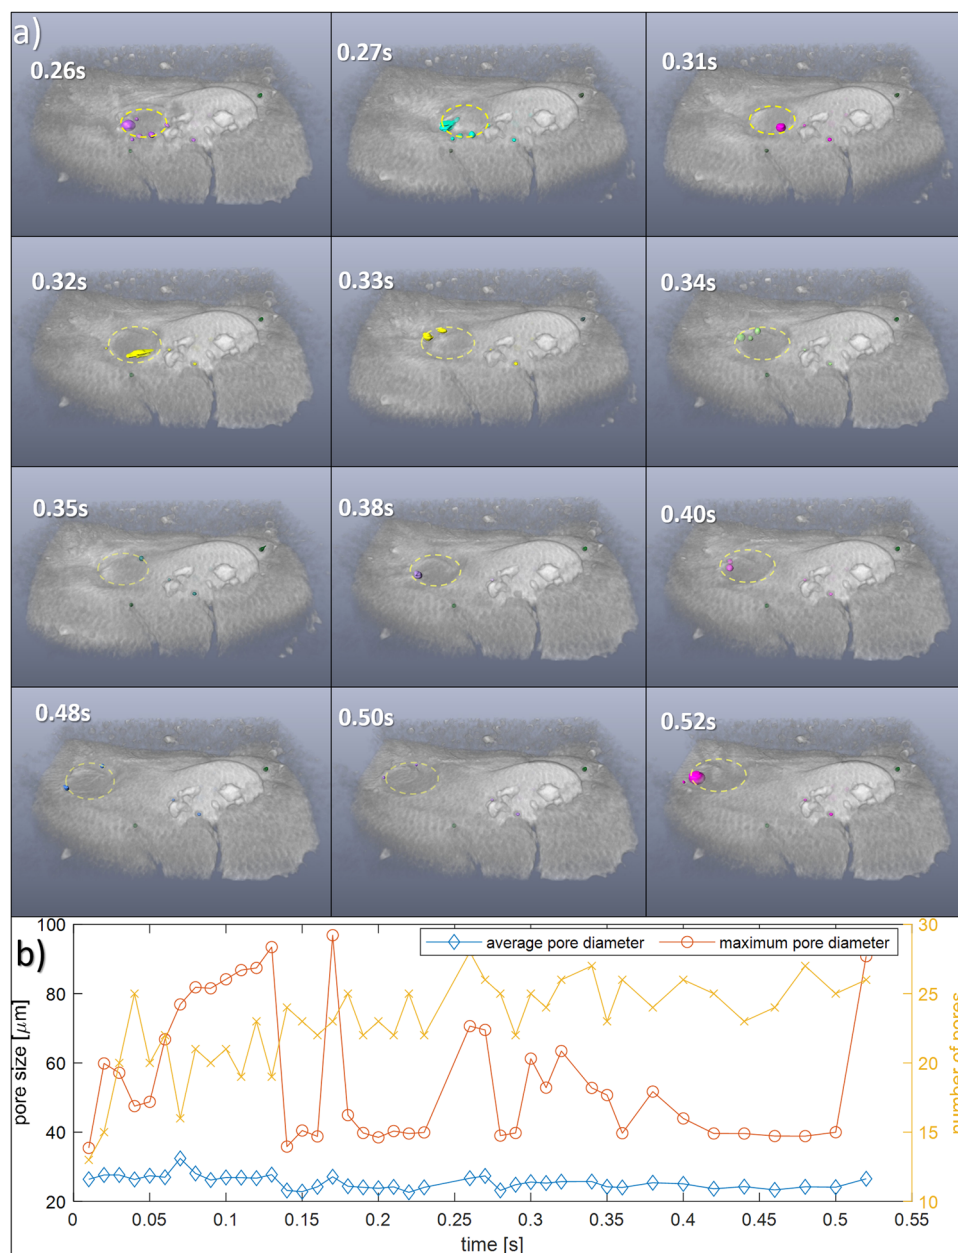 a)
0.26s
0.27s
0.31s
0.32s
0.33s
0.34s
0.35s
0.38s
0.40s
0.48s
0.50s
0.52s
b)
average pore diameter
maximum pore diameter
pore size [μm]
100
80
60
40
20
number of pores
30
25
20
15
10
0 0.05 0.1 0.15 0.2 0.25 0.3 0.35 0.4 0.45 0.5 0.55
time [s]